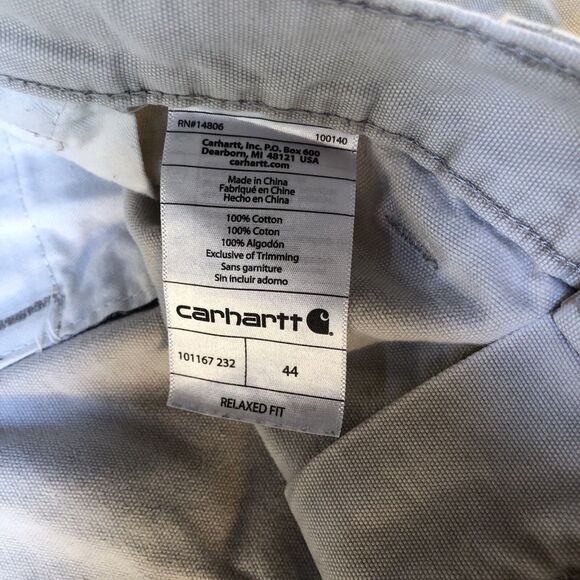 RN#14806 100140
Carhartt, Inc. P.O. Box 600
Dearborn, MI 48121 USA
carhartt.com
Made in China
Fabriqué en Chine
Hecho en China
100% Cotton
100% Coton
100% Algodón
Exclusive of Trimming
Sans garniture
Sin incluir adorno
carhartt
101167 232 44
RELAXED FIT